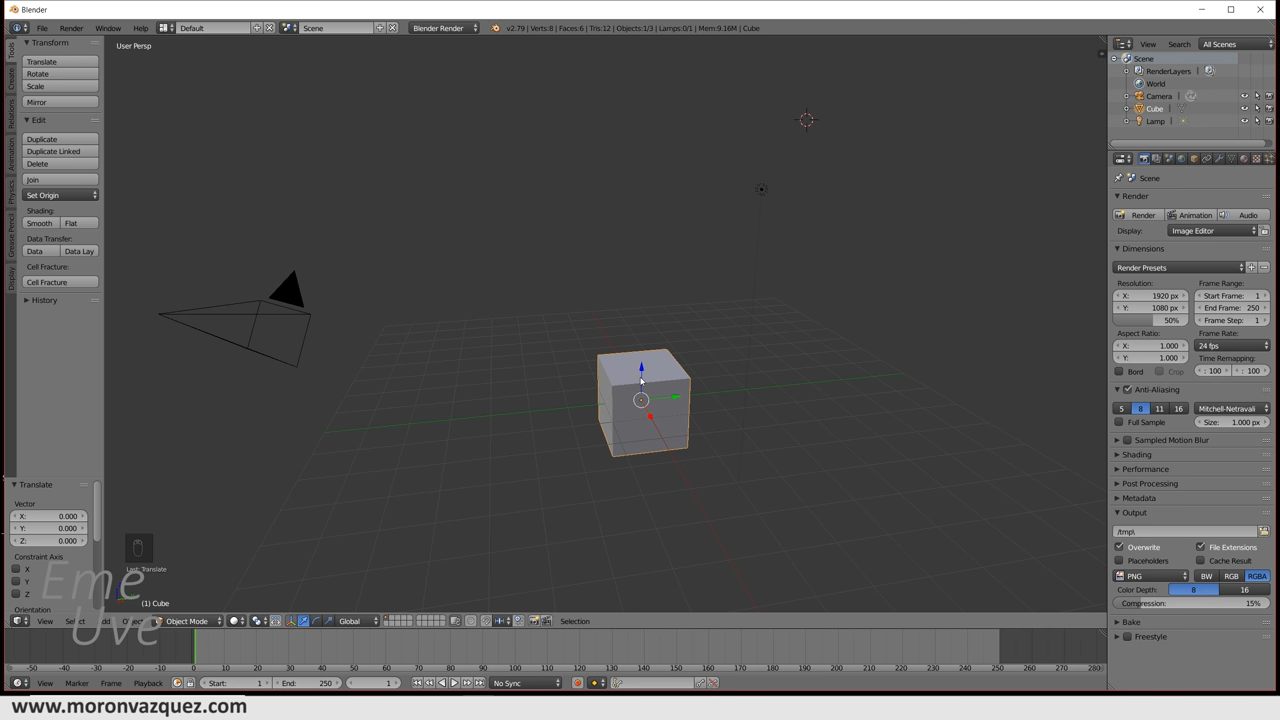 Blender
File Render Window Help Default Scene Blender Render v2.79 | Verts:8 | Faces:6 | Tris:12 | Objects:1/3 | Lamps:0/1 | Mem:9.16M | Cube
Tools
Create
Relations
Animation
Physics
Grease Pencil
Display
Transform
Translate
Rotate
Scale
Mirror
Edit
Duplicate
Duplicate Linked
Delete
Join
Set Origin
Shading:
Smooth Flat
Data Transfer:
Data Data Lay
Cell Fracture:
Cell Fracture
History
Translate
Vector
X: 0.000
Y: 0.000
Z: 0.000
Constraint Axis
X
Y
Z
Orientation
User Persp
Last: Translate
(1) Cube
Eme
Uve
View Select Add Object Object Mode Global Selection
-50 -40 -30 -20 -10 0 10 20 30 40 50 60 70 80 90 100 110 120 130 140 150 160 170 180 190 200 210 220 230 240 250 260 270 280
View Marker Frame Playback Start: 1 End: 250 1 No Sync
View Search All Scenes
Scene
RenderLayers |
World
Camera |
Cube |
Lamp |
Scene
Render
Render Animation Audio
Display: Image Editor
Dimensions
Render Presets
Resolution: Frame Range:
X: 1920 px Start Frame: 1
Y: 1080 px End Frame: 250
50% Frame Step: 1
Aspect Ratio: Frame Rate:
X: 1.000 24 fps
Y: 1.000 Time Remapping:
Bord Crop : 100 : 100
Anti-Aliasing
5 8 11 16 Mitchell-Netravali
Full Sample Size: 1.000 px
Sampled Motion Blur
Shading
Performance
Post Processing
Metadata
Output
/tmp\
Overwrite File Extensions
Placeholders Cache Result
PNG BW RGB RGBA
Color Depth: 8 16
Compression: 15%
Bake
Freestyle
www.moronvazquez.com